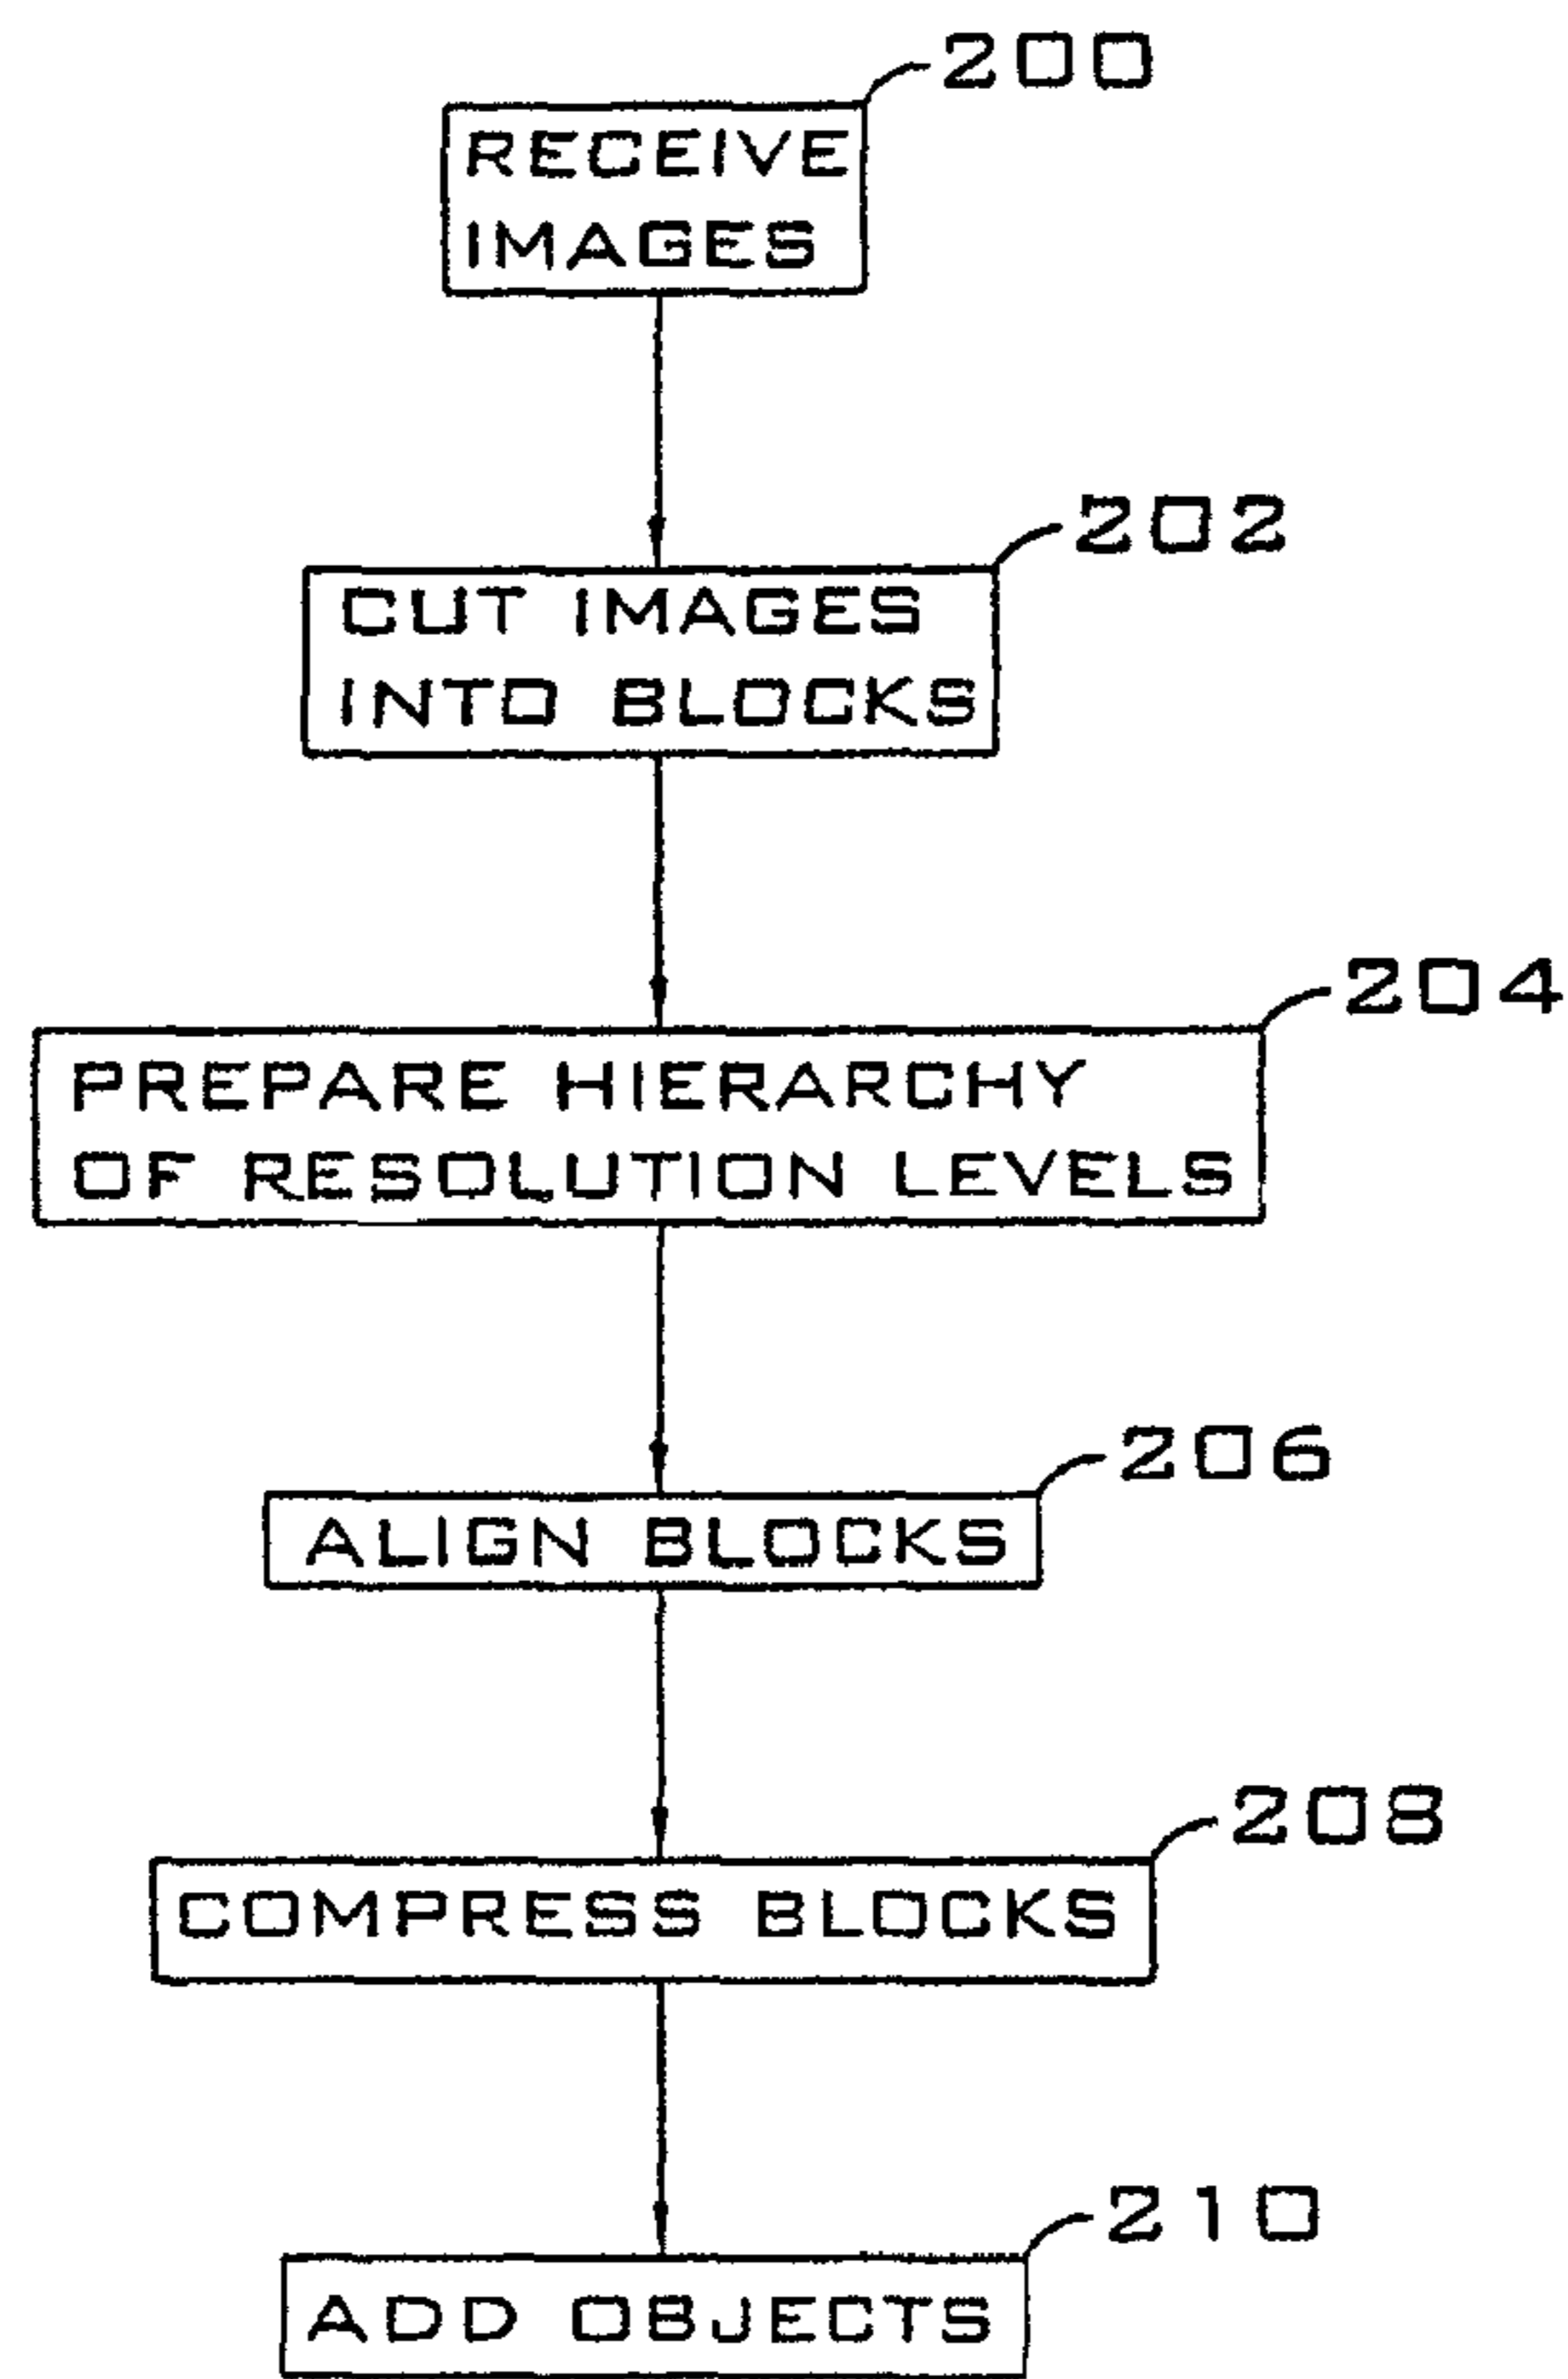 200
RECEIVE
IMAGES
202
CUT IMAGES
INTO BLOCKS
204
PREPARE HIERARCHY
OF RESOLUTION LEVELS
206
ALIGN BLOCKS
208
COMPRESS BLOCKS
210
ADD OBJECTS